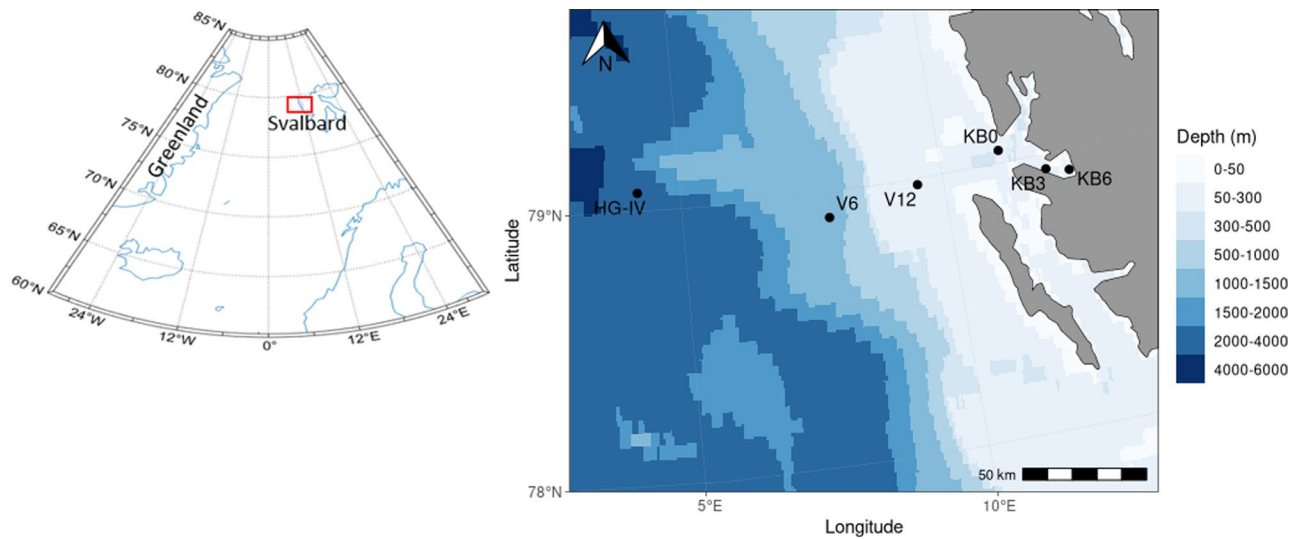 85°N
80°N
75°N
70°N
65°N
60°N
24°W
12°W
0°
12°E
24°E
Greenland
Svalbard
N
HG-IV
V6
V12
KB0
KB3
KB6
79°N
78°N
Latitude
5°E
10°E
Longitude
50 km
Depth (m)
0-50
50-300
300-500
500-1000
1000-1500
1500-2000
2000-4000
4000-6000